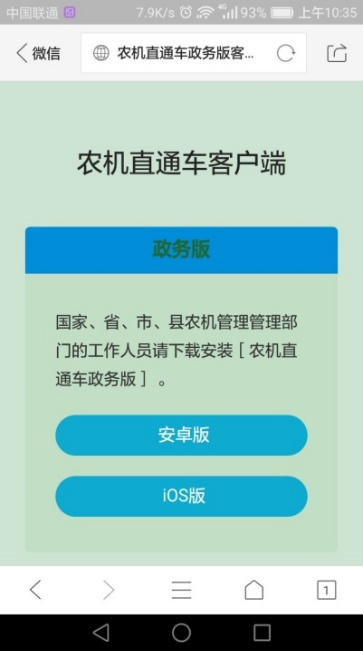 中国联通 7.9K/s 4G 93% 上午10:35
微信 农机直通车政务版客...
农机直通车客户端
政务版
国家、省、市、县农机管理管理部
门的工作人员请下载安装［农机直
通车政务版］。
安卓版
iOS版
1